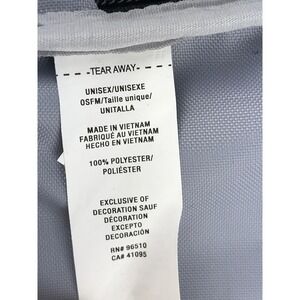 -TEAR AWAY-
UNISEX/UNISEXE
OSFM/Taille unique/
UNITALLA
MADE IN VIETNAM
FABRIQUÉ AU VIETNAM
HECHO EN VIETNAM
100% POLYESTER/
POLIÉSTER
EXCLUSIVE OF
DECORATION SAUF
DÉCORATION
EXCEPTO
DECORACIÓN
RN# 96510
CA# 41095